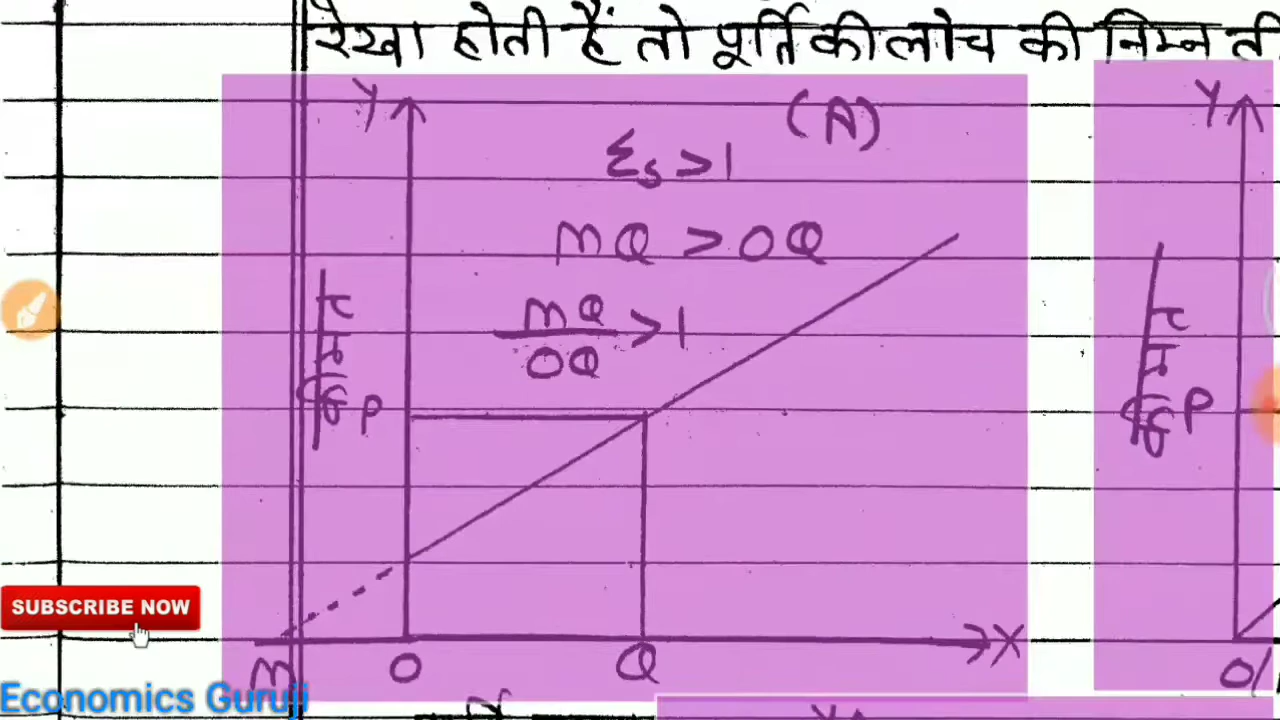 रेखा होती हैं तो पूर्ति की लोच की निम्न
Y
(A)
Es > 1
MQ > OQ
MQ
OQ
> 1
कीमत
P
M
O
Q
X
Y
कीमत
P
O/
SUBSCRIBE NOW
Economics Guruji